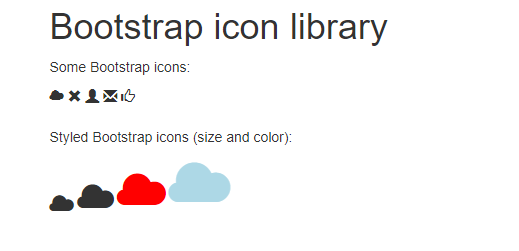 Bootstrap icon library
Some Bootstrap icons:
Styled Bootstrap icons (size and color):